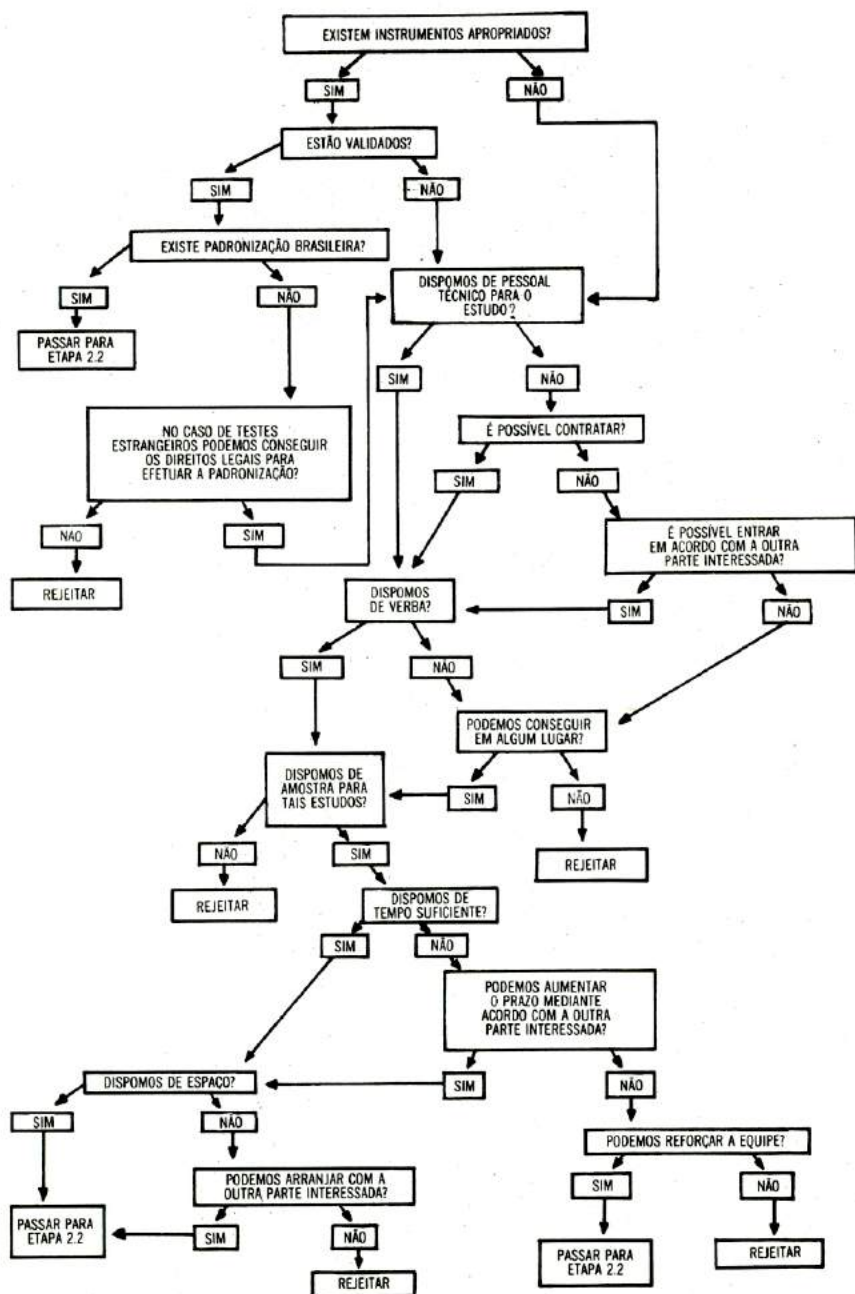 EXISTEM INSTRUMENTOS APROPRIADOS?
SIM
NÃO
ESTÃO VALIDADOS?
SIM
NÃO
EXISTE PADRONIZAÇÃO BRASILEIRA?
DISPOMOS DE PESSOAL
TÉCNICO PARA O
ESTUDO?
SIM
NÃO
PASSAR PARA
ETAPA 2.2
SIM
NÃO
NO CASO DE TESTES
ESTRANGEIROS PODEMOS CONSEGUIR
OS DIREITOS LEGAIS PARA
EFETUAR A PADRONIZAÇÃO?
É POSSÍVEL CONTRATAR?
SIM
NÃO
NAO
SIM
É POSSÍVEL ENTRAR
EM ACORDO COM A OUTRA
PARTE INTERESSADA?
REJEITAR
DISPOMOS
DE VERBA?
SIM
NÃO
SIM
NÃO
PODEMOS CONSEGUIR
EM ALGUM LUGAR?
DISPOMOS DE
AMOSTRA PARA
TAIS ESTUDOS?
SIM
NÃO
NÃO
SIM
REJEITAR
REJEITAR
DISPOMOS DE
TEMPO SUFICIENTE?
SIM
NÃO
PODEMOS AUMENTAR
O PRAZO MEDIANTE
ACORDO COM A OUTRA
PARTE INTERESSADA?
DISPOMOS DE ESPAÇO?
SIM
NÃO
SIM
NÃO
PODEMOS REFORÇAR A EQUIPE?
PODEMOS ARRANJAR COM A
OUTRA PARTE INTERESSADA?
SIM
NÃO
PASSAR PARA
ETAPA 2.2
SIM
NÃO
PASSAR PARA
ETAPA 2.2
REJEITAR
REJEITAR